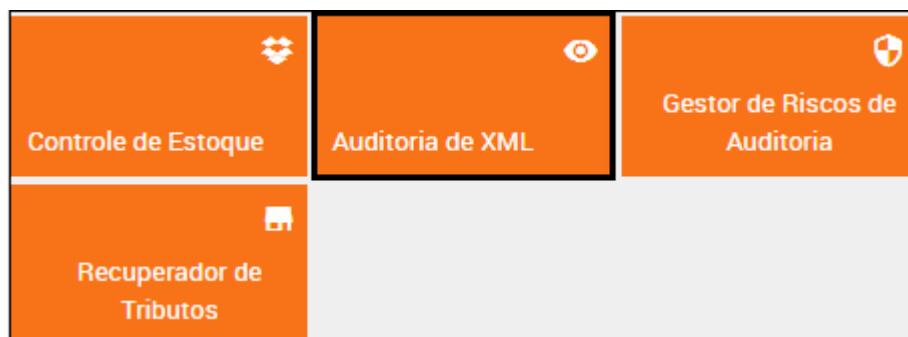 Controle de Estoque
Auditoria de XML
Gestor de Riscos de
Auditoria
Recuperador de
Tributos